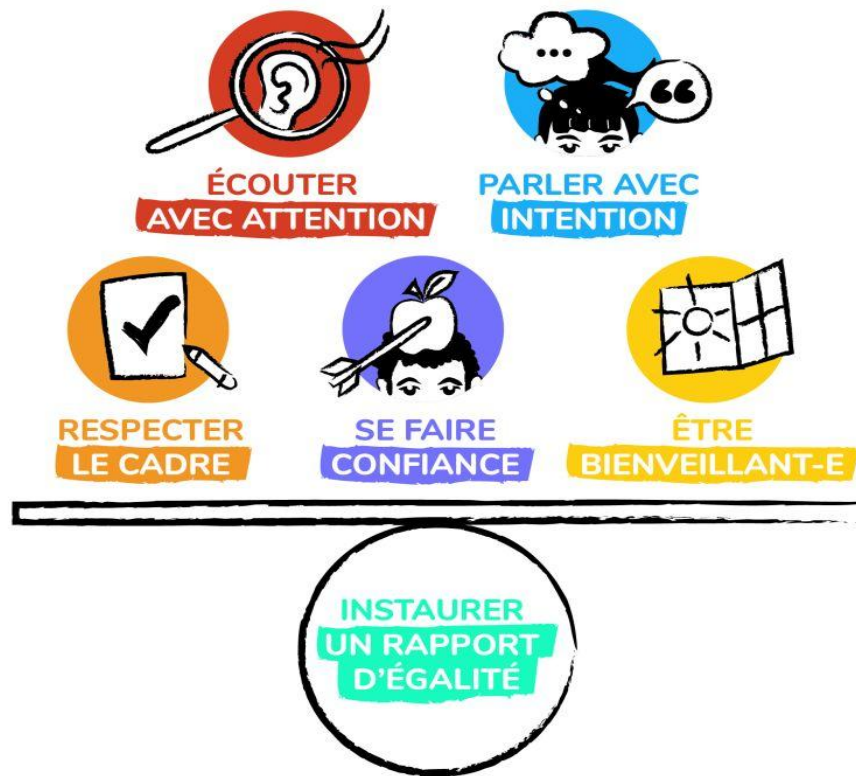 ÉCOUTER
AVEC ATTENTION
PARLER AVEC
INTENTION
RESPECTER
LE CADRE
SE FAIRE
CONFIANCE
ÊTRE
BIENVEILLANT-E
INSTAURER
UN RAPPORT
D'ÉGALITÉ